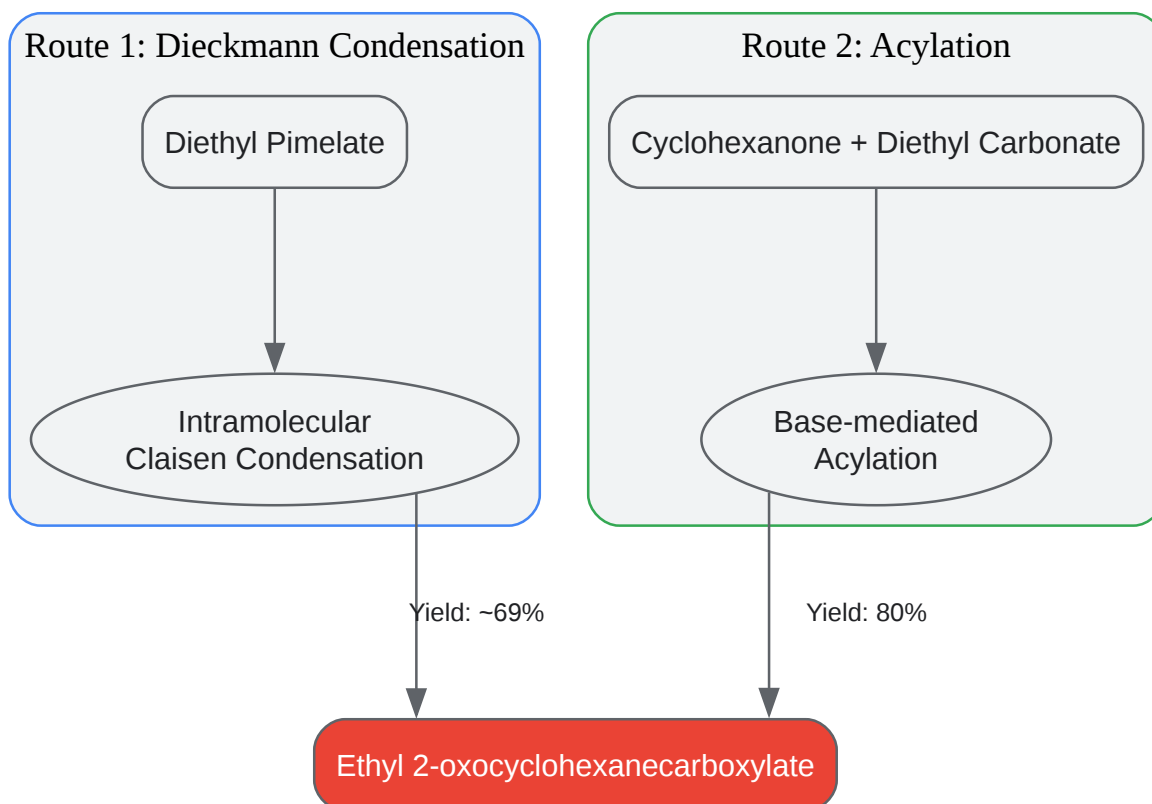 Route 1: Dieckmann Condensation
Diethyl Pimelate
Intramolecular
Claisen Condensation
Yield: ~69%
Route 2: Acylation
Cyclohexanone + Diethyl Carbonate
Base-mediated
Acylation
Yield: 80%
Ethyl 2-oxocyclohexanecarboxylate